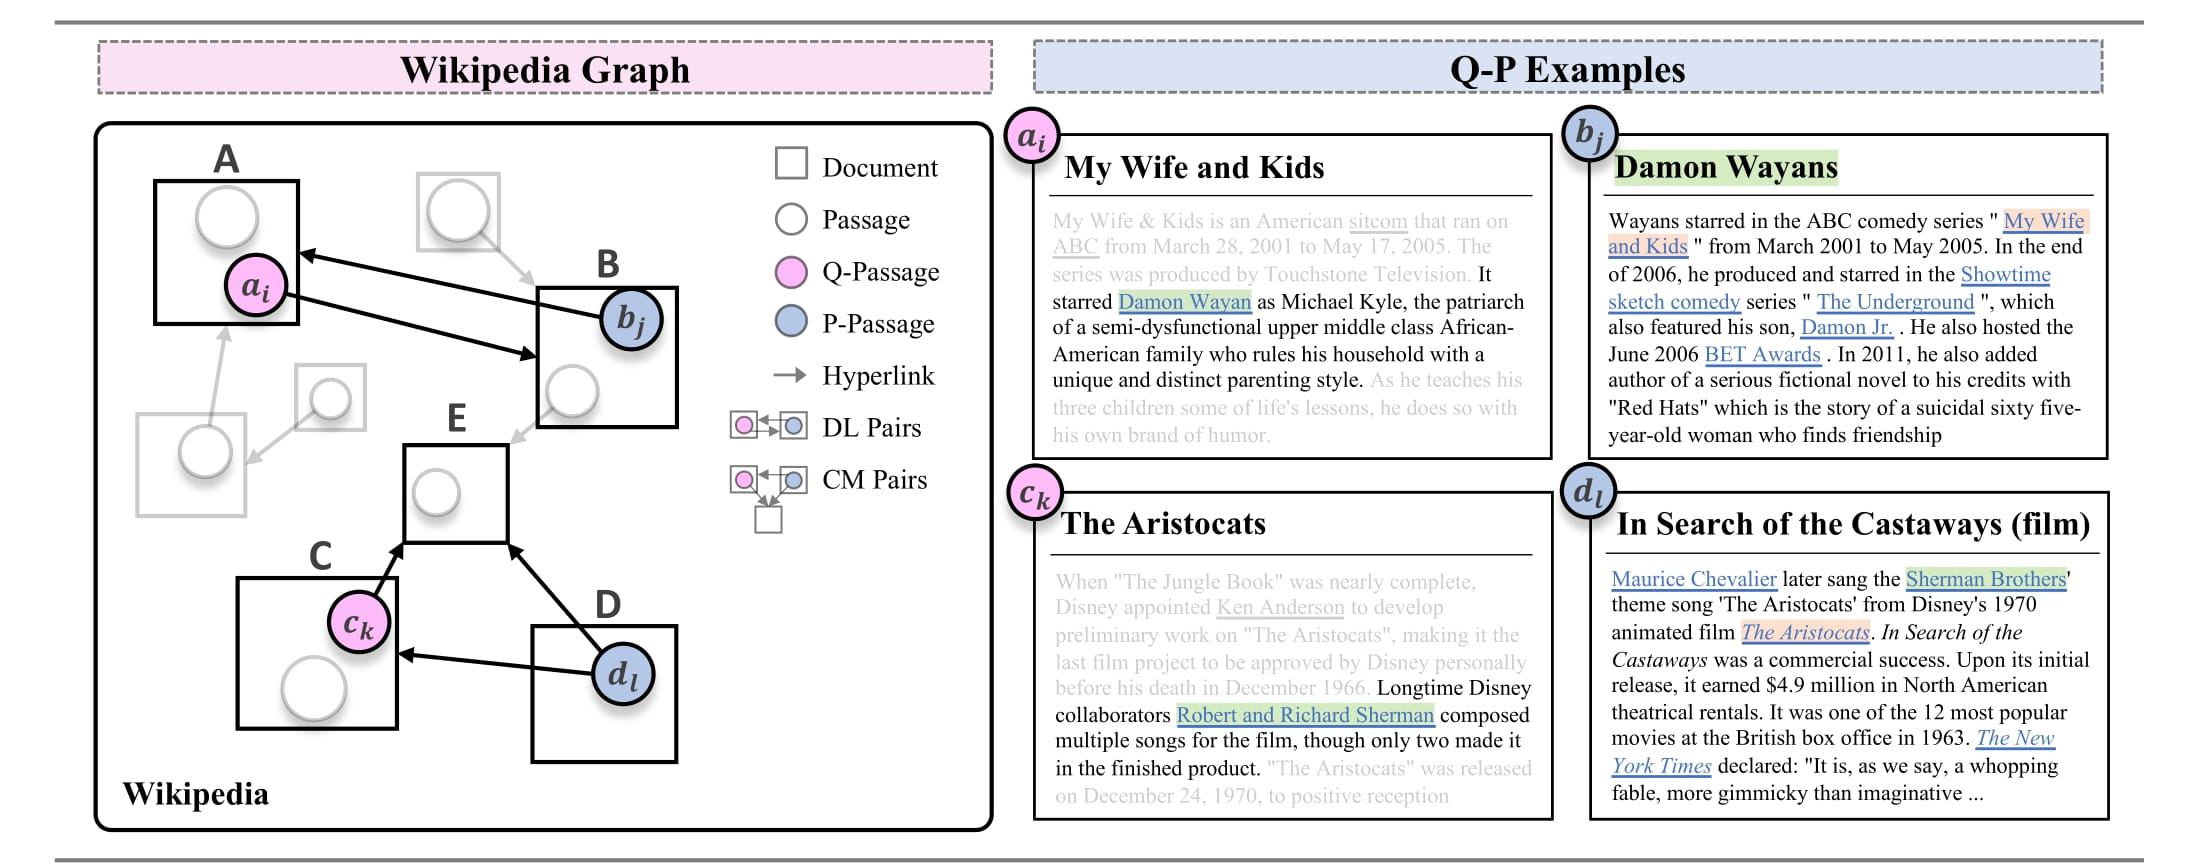 Wikipedia Graph
A
a_i
B
b_j
E
C
c_k
D
d_l
Wikipedia
Document
Passage
Q-Passage
P-Passage
Hyperlink
DL Pairs
CM Pairs
Q-P Examples
a_i
My Wife and Kids
My Wife & Kids is an American sitcom that ran on
ABC from March 28, 2001 to May 17, 2005. The
series was produced by Touchstone Television. It
starred Damon Wayan as Michael Kyle, the patriarch
of a semi-dysfunctional upper middle class African-
American family who rules his household with a
unique and distinct parenting style. As he teaches his
three children some of life's lessons, he does so with
his own brand of humor.
b_j
Damon Wayans
Wayans starred in the ABC comedy series " My Wife
and Kids " from March 2001 to May 2005. In the end
of 2006, he produced and starred in the Showtime
sketch comedy series " The Underground ", which
also featured his son, Damon Jr. . He also hosted the
June 2006 BET Awards . In 2011, he also added
author of a serious fictional novel to his credits with
"Red Hats" which is the story of a suicidal sixty five-
year-old woman who finds friendship
c_k
The Aristocats
When "The Jungle Book" was nearly complete,
Disney appointed Ken Anderson to develop
preliminary work on "The Aristocats", making it the
last film project to be approved by Disney personally
before his death in December 1966. Longtime Disney
collaborators Robert and Richard Sherman composed
multiple songs for the film, though only two made it
in the finished product. "The Aristocats" was released
on December 24, 1970, to positive reception
d_l
In Search of the Castaways (film)
Maurice Chevalier later sang the Sherman Brothers'
theme song 'The Aristocats' from Disney's 1970
animated film The Aristocats. In Search of the
Castaways was a commercial success. Upon its initial
release, it earned $4.9 million in North American
theatrical rentals. It was one of the 12 most popular
movies at the British box office in 1963. The New
York Times declared: "It is, as we say, a whopping
fable, more gimmicky than imaginative ...